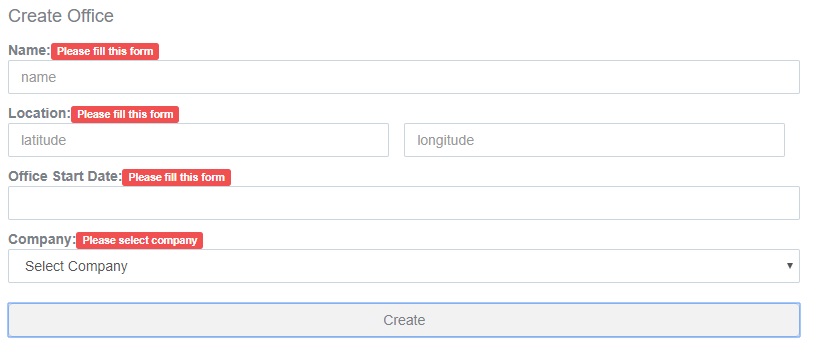 Create Office
Name: Please fill this form
name
Location: Please fill this form
latitude longitude
Office Start Date: Please fill this form
Company: Please select company
Select Company
Create